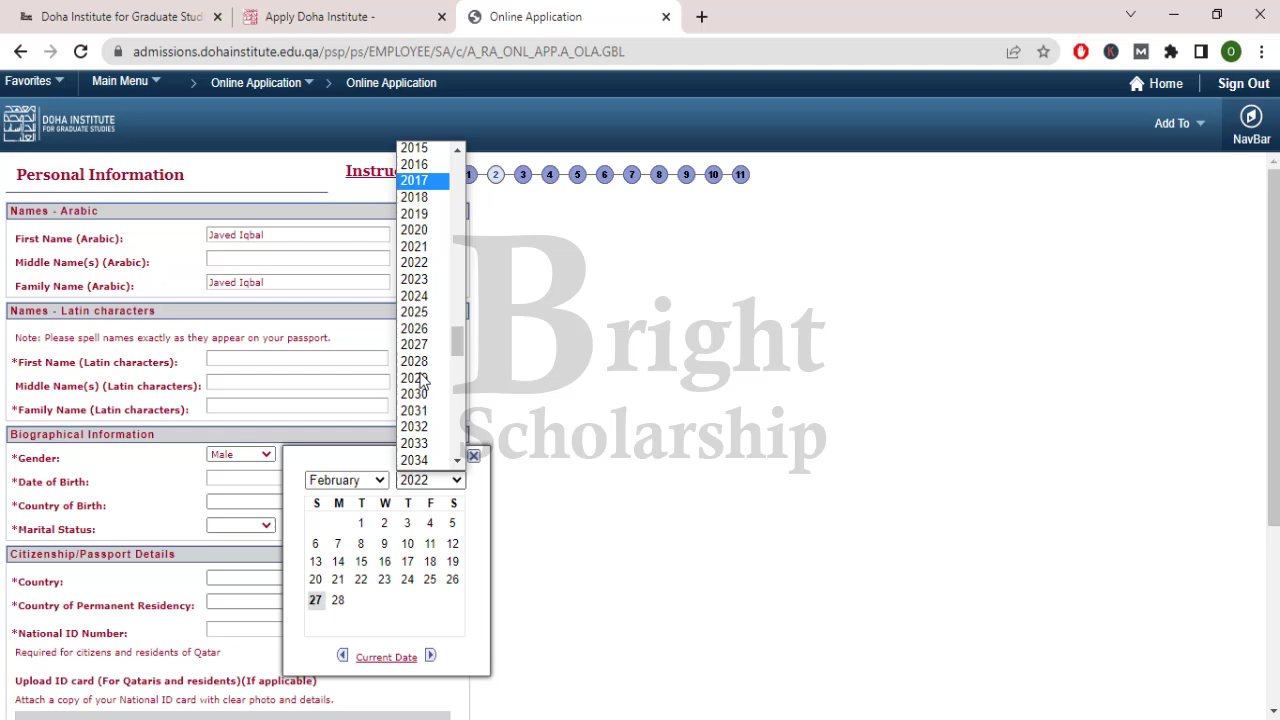 Doha Institute for Graduate Stud
Apply Doha Institute -
Online Application
admissions.dohainstitute.edu.qa/psp/ps/EMPLOYEE/SA/c/A_RA_ONL_APP.A_OLA.GBL
O
Favorites
Main Menu
Online Application
Online Application
Home
Sign Out
DOHA INSTITUTE
FOR GRADUATE STUDIES
Add To
NavBar
Personal Information
Instruc
1 2 3 4 5 6 7 8 9 10 11
Names - Arabic
First Name (Arabic): Javed Iqbal
Middle Name(s) (Arabic):
Family Name (Arabic): Javed Iqbal
Names - Latin characters
Note: Please spell names exactly as they appear on your passport.
*First Name (Latin characters):
Middle Name(s) (Latin characters):
*Family Name (Latin characters):
Biographical Information
*Gender: Male
*Date of Birth:
*Country of Birth:
*Marital Status:
Citizenship/Passport Details
*Country:
*Country of Permanent Residency:
*National ID Number:
Required for citizens and residents of Qatar
Upload ID card (For Qataris and residents)(If applicable)
Attach a copy of your National ID card with clear photo and details.
2015
2016
2017
2018
2019
2020
2021
2022
2023
2024
2025
2026
2027
2028
2029
2030
2031
2032
2033
2034
February 2022
S M T W T F S
1 2 3 4 5
6 7 8 9 10 11 12
13 14 15 16 17 18 19
20 21 22 23 24 25 26
27 28
Current Date
Bright
Scholarship